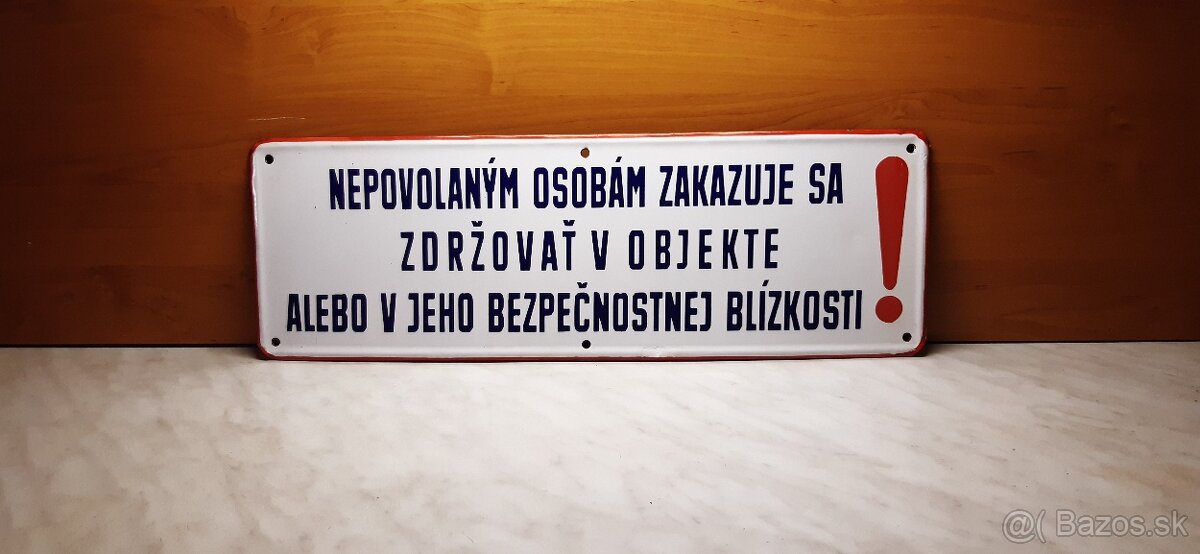 NEPOVOLANÝM OSOBÁM ZAKAZUJE SA
ZDRŽOVAŤ V OBJEKTE
ALEBO V JEHO BEZPEČNOSTNEJ BLÍZKOSTI !
@( Bazos.sk